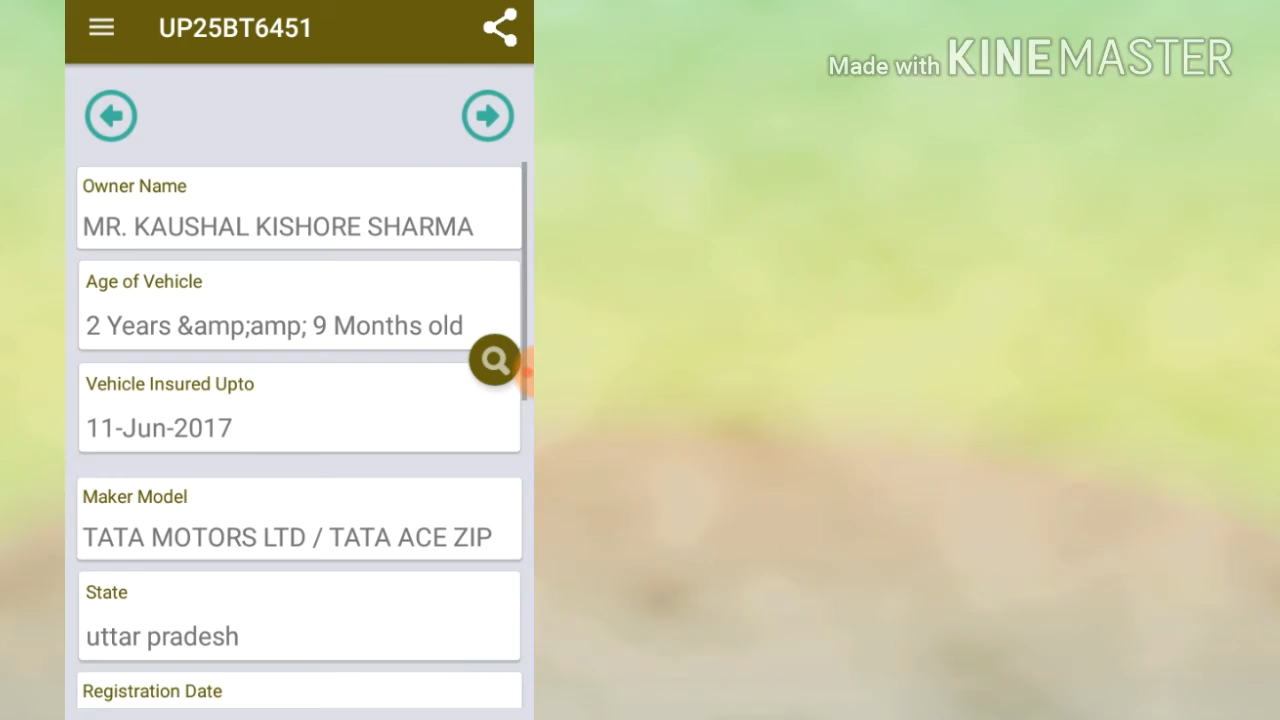 UP25BT6451
Made with KINEMASTER
Owner Name
MR. KAUSHAL KISHORE SHARMA
Age of Vehicle
2 Years &amp;amp; 9 Months old
Vehicle Insured Upto
11-Jun-2017
Maker Model
TATA MOTORS LTD / TATA ACE ZIP
State
uttar pradesh
Registration Date